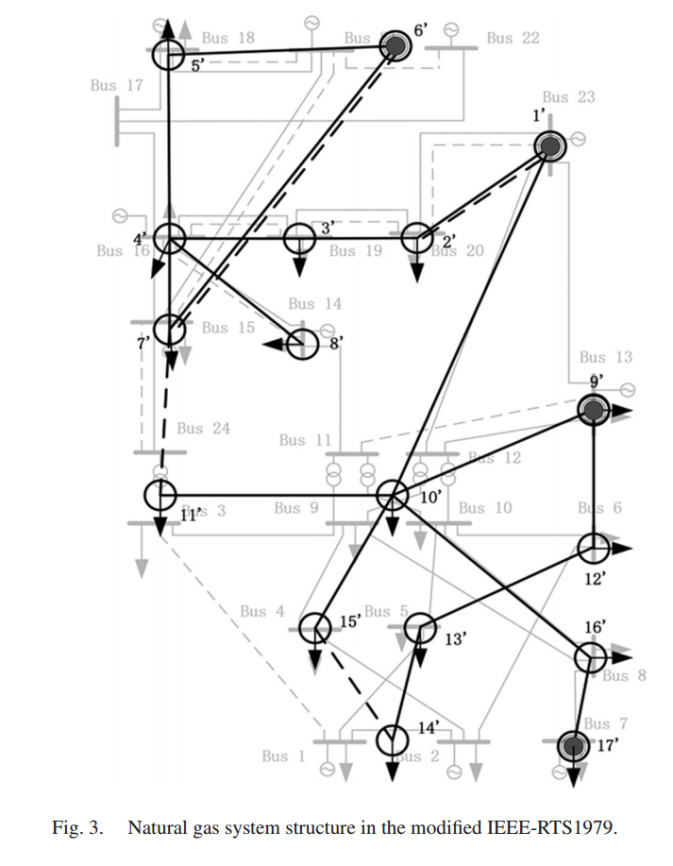 6'
Bus 18
Bus
Bus 22
5'
Bus 17
Bus 23
1'
4'
3'
2'
Bus 16
Bus 19
Bus 20
Bus 14
Bus 15
7'
8'
Bus 13
9'
Bus 24
Bus 11
Bus 12
10'
11'
Bus 3
Bus 9
Bus 10
Bus 6
12'
Bus 4
15'
Bus 5
13'
16'
Bus 8
14'
Bus 7
17'
Bus 1
Bus 2
Fig. 3. Natural gas system structure in the modified IEEE-RTS1979.